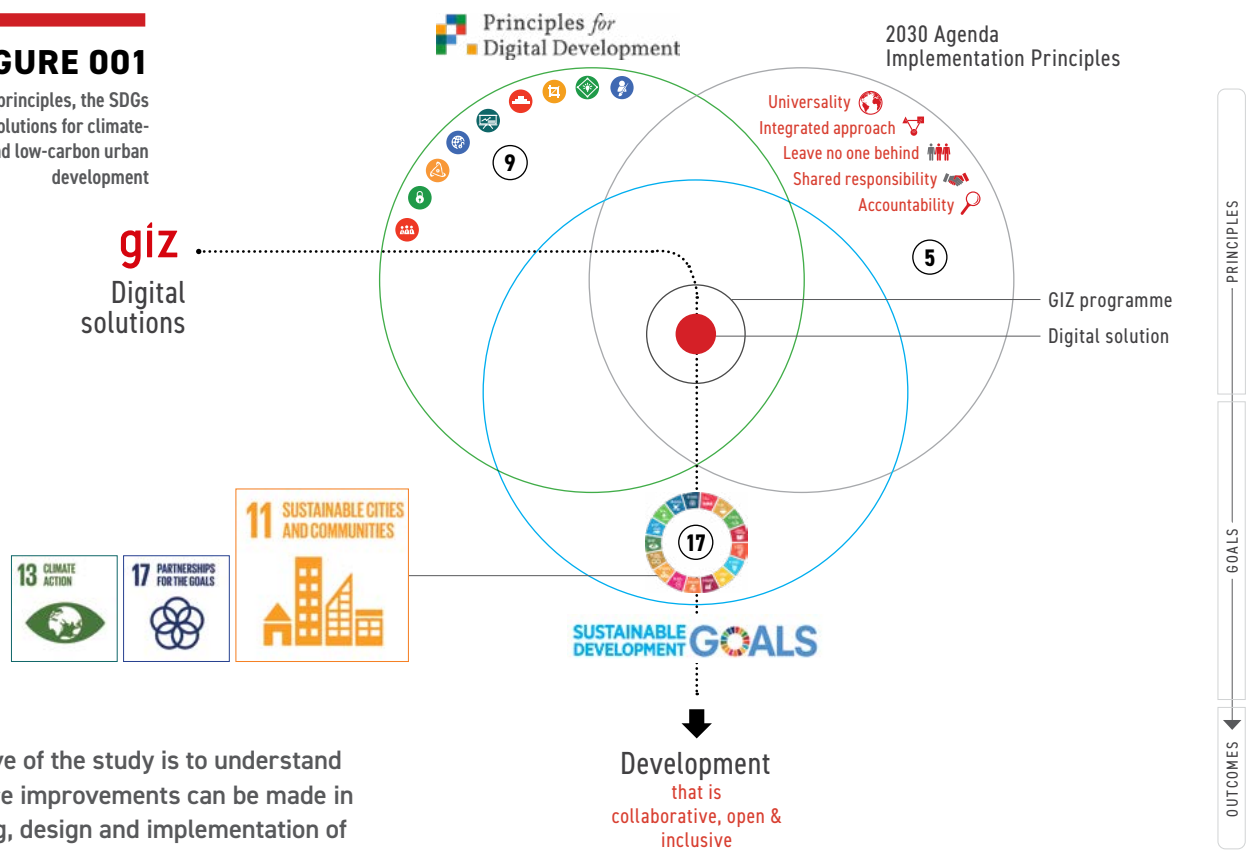 GURE 001
principles, the SDGs
olutions for climate-
d low-carbon urban
development
giz
Digital
solutions
Principles for
Digital Development
2030 Agenda
Implementation Principles
Universality
Integrated approach
Leave no one behind
Shared responsibility
Accountability
9
5
GIZ programme
Digital solution
17
SUSTAINABLE
DEVELOPMENT
GOALS
13 CLIMATE
ACTION
17 PARTNERSHIPS
FOR THE GOALS
11 SUSTAINABLE CITIES
AND COMMUNITIES
Development
that is
collaborative, open &
inclusive
PRINCIPLES
GOALS
OUTCOMES
ve of the study is to understand
e improvements can be made in
g, design and implementation of